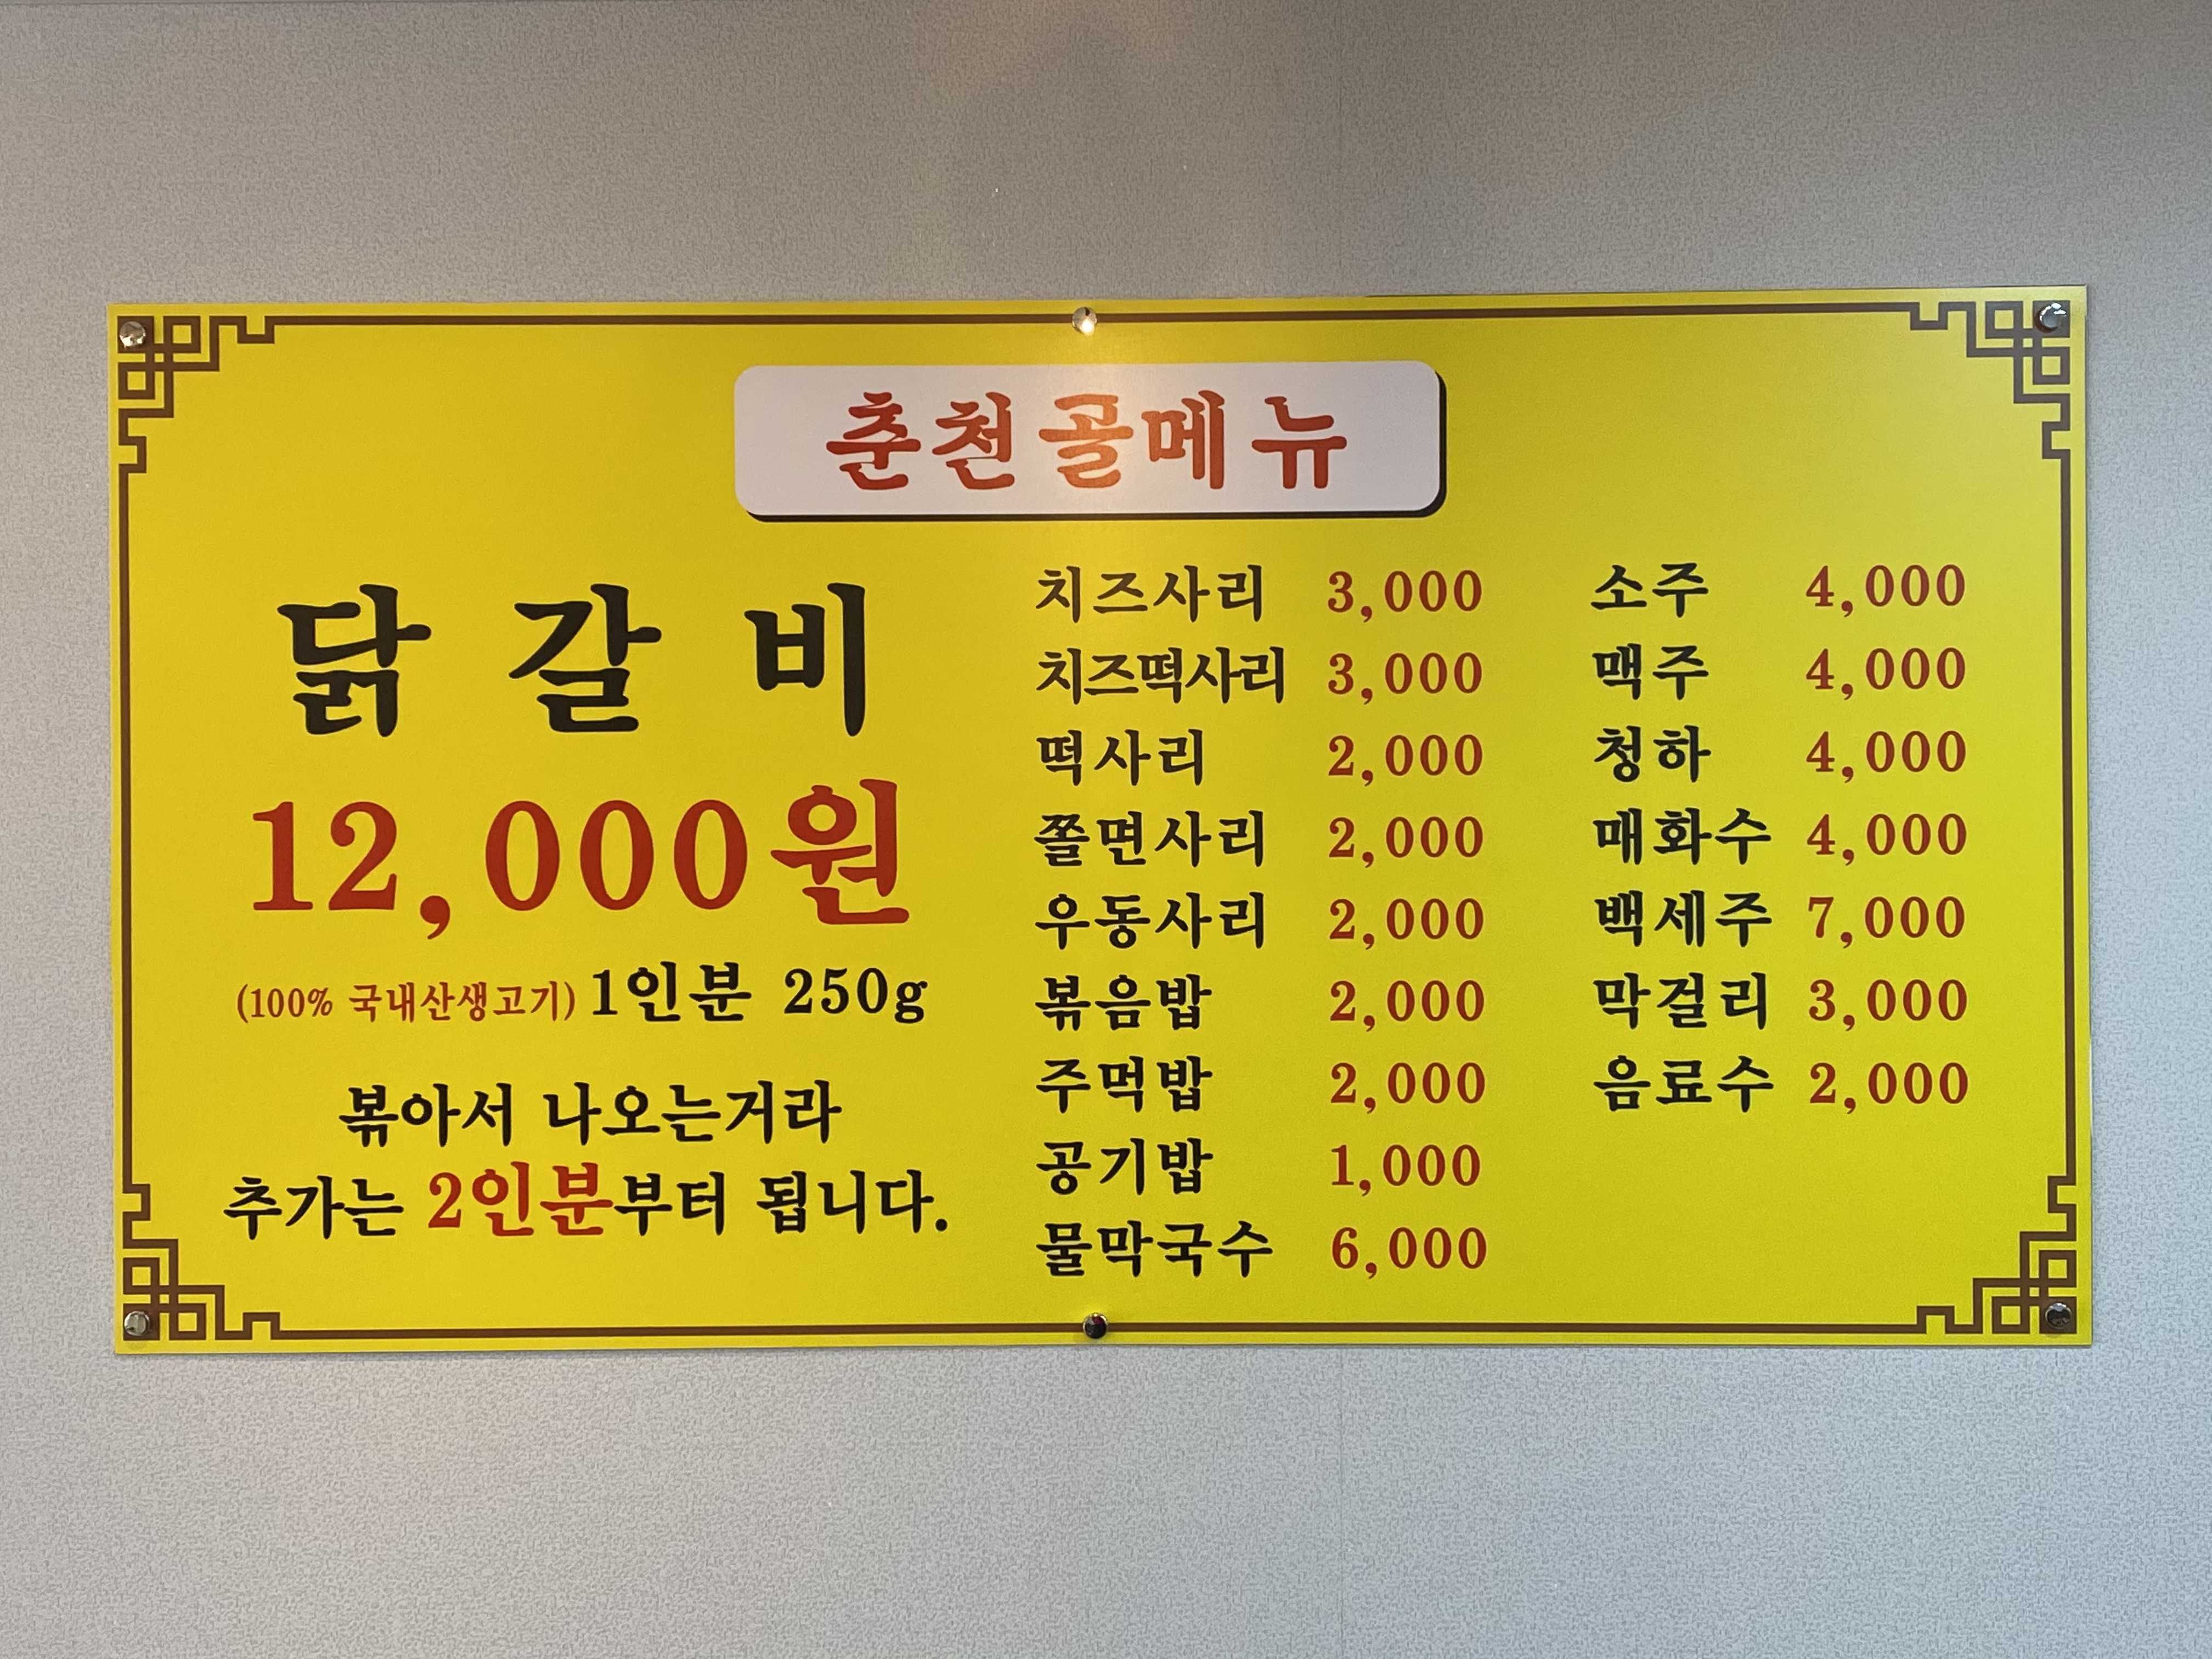 춘천골메뉴
닭갈비
12,000원
(100% 국내산생고기) 1인분 250g
볶아서 나오는거라
추가는 2인분부터 됩니다.
치즈사리 3,000
치즈떡사리 3,000
떡사리 2,000
쫄면사리 2,000
우동사리 2,000
볶음밥 2,000
주먹밥 2,000
공기밥 1,000
물막국수 6,000
소주 4,000
맥주 4,000
청하 4,000
매화수 4,000
백세주 7,000
막걸리 3,000
음료수 2,000